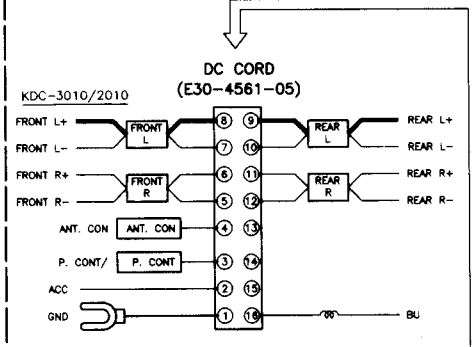 DC CORD
(E30-4561-05)
KDC-3010/2010
FRONT L+ FRONT L 8 9 REAR L REAR L+
FRONT L- 7 10 REAR L-
FRONT R+ FRONT R 6 11 REAR R REAR R+
FRONT R- 5 12 REAR R-
ANT. CON ANT. CON 4 13
P. CONT/ P. CONT 3 14
ACC 2 15
GND 1 16 BU